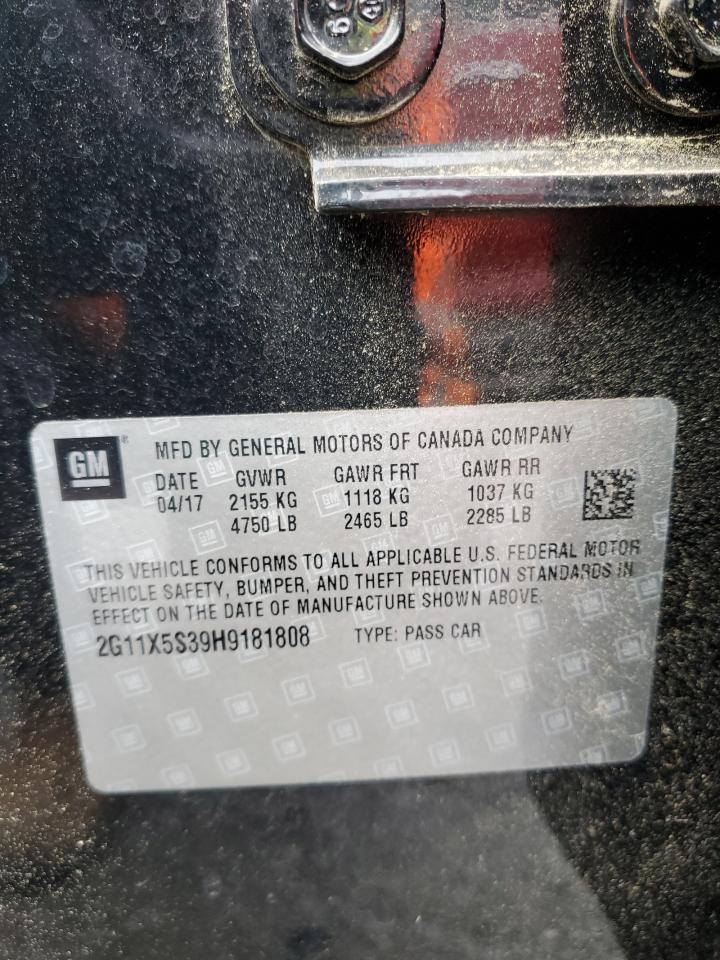 GM
MFD BY GENERAL MOTORS OF CANADA COMPANY
DATE GVWR GAWR FRT GAWR RR
04/17 2155 KG 1118 KG 1037 KG
4750 LB 2465 LB 2285 LB
THIS VEHICLE CONFORMS TO ALL APPLICABLE U.S. FEDERAL MOTOR
VEHICLE SAFETY, BUMPER, AND THEFT PREVENTION STANDARDS IN
EFFECT ON THE DATE OF MANUFACTURE SHOWN ABOVE.
2G11X5S39H9181808 TYPE: PASS CAR